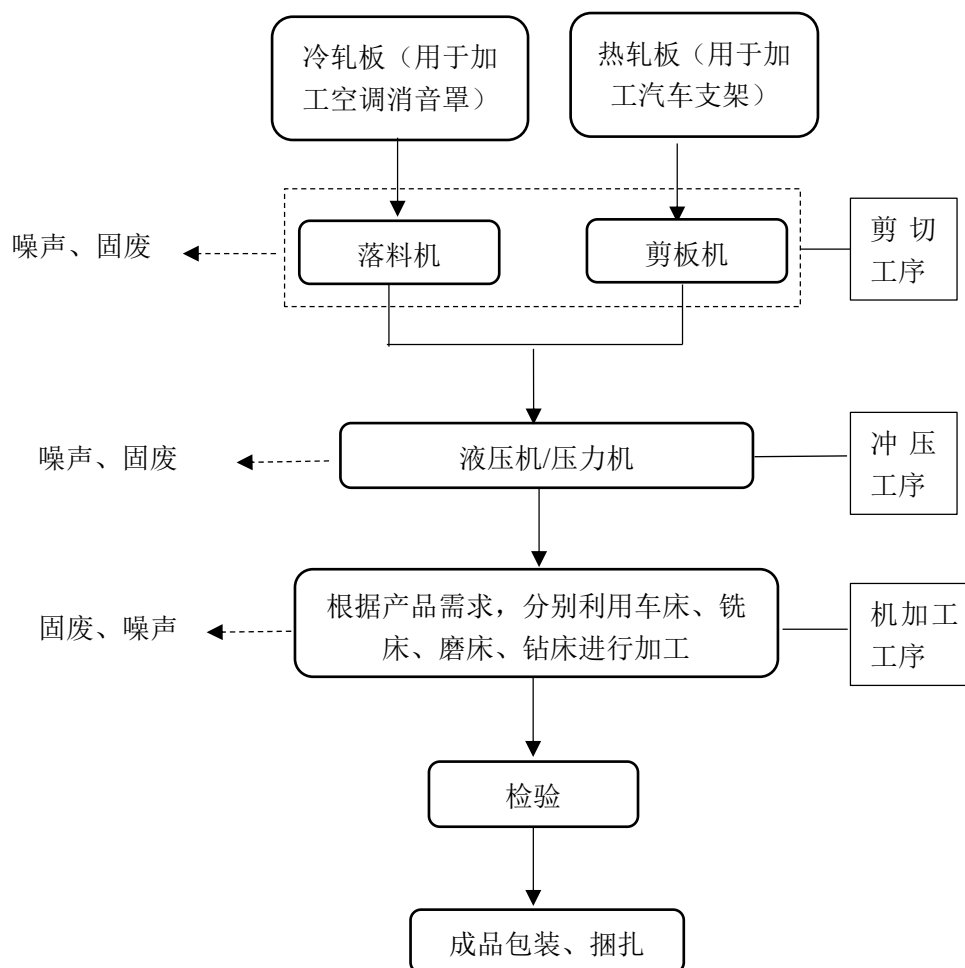 冷轧板（用于加
工空调消音罩）
热轧板（用于加
工汽车支架）
噪声、固废
落料机
剪板机
剪 切
工序
噪声、固废
液压机/压力机
冲 压
工序
固废、噪声
根据产品需求，分别利用车床、铣
床、磨床、钻床进行加工
机加工
工序
检验
成品包装、捆扎